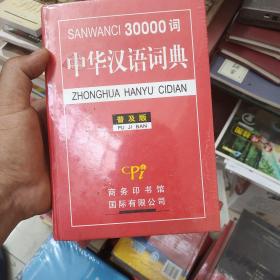 SANWANCI 30000词
中华汉语词典
ZHONGHUA HANYU CIDIAN
普及版
PU JI BAN
CPi
商务印书馆
国际有限公司